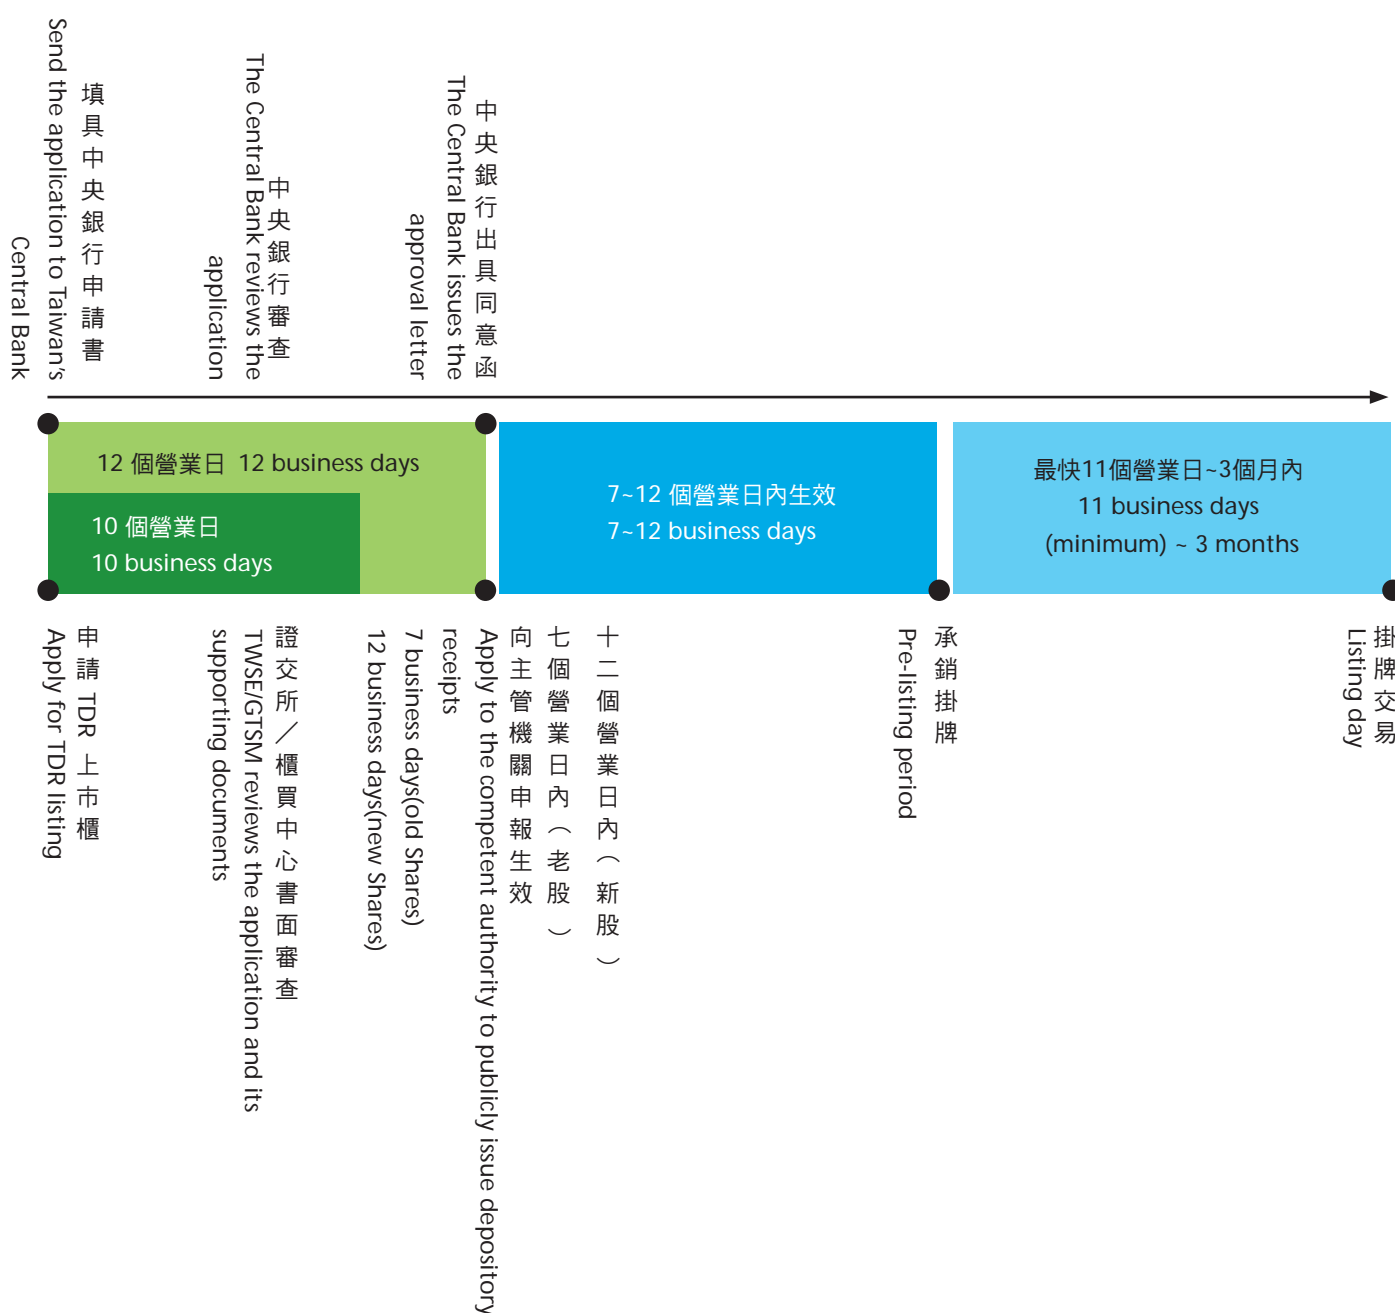 填具中央銀行申請書
Send the application to Taiwan's
Central Bank
中央銀行審查
The Central Bank reviews the
application
中央銀行出具同意函
The Central Bank issues the
approval letter
12 個營業日 12 business days
10 個營業日
10 business days
7~12 個營業日內生效
7~12 business days
最快11個營業日~3個月內
11 business days
(minimum) ~ 3 months
申請 TDR 上市櫃
Apply for TDR listing
證交所／櫃買中心書面審查
TWSE/GTSM reviews the application and its
supporting documents
十二個營業日內（新股）
七個營業日內（老股）
向主管機關申報生效
Apply to the competent authority to publicly issue depository
receipts
7 business days(old Shares)
12 business days(new Shares)
承銷掛牌
Pre-listing period
掛牌交易
Listing day